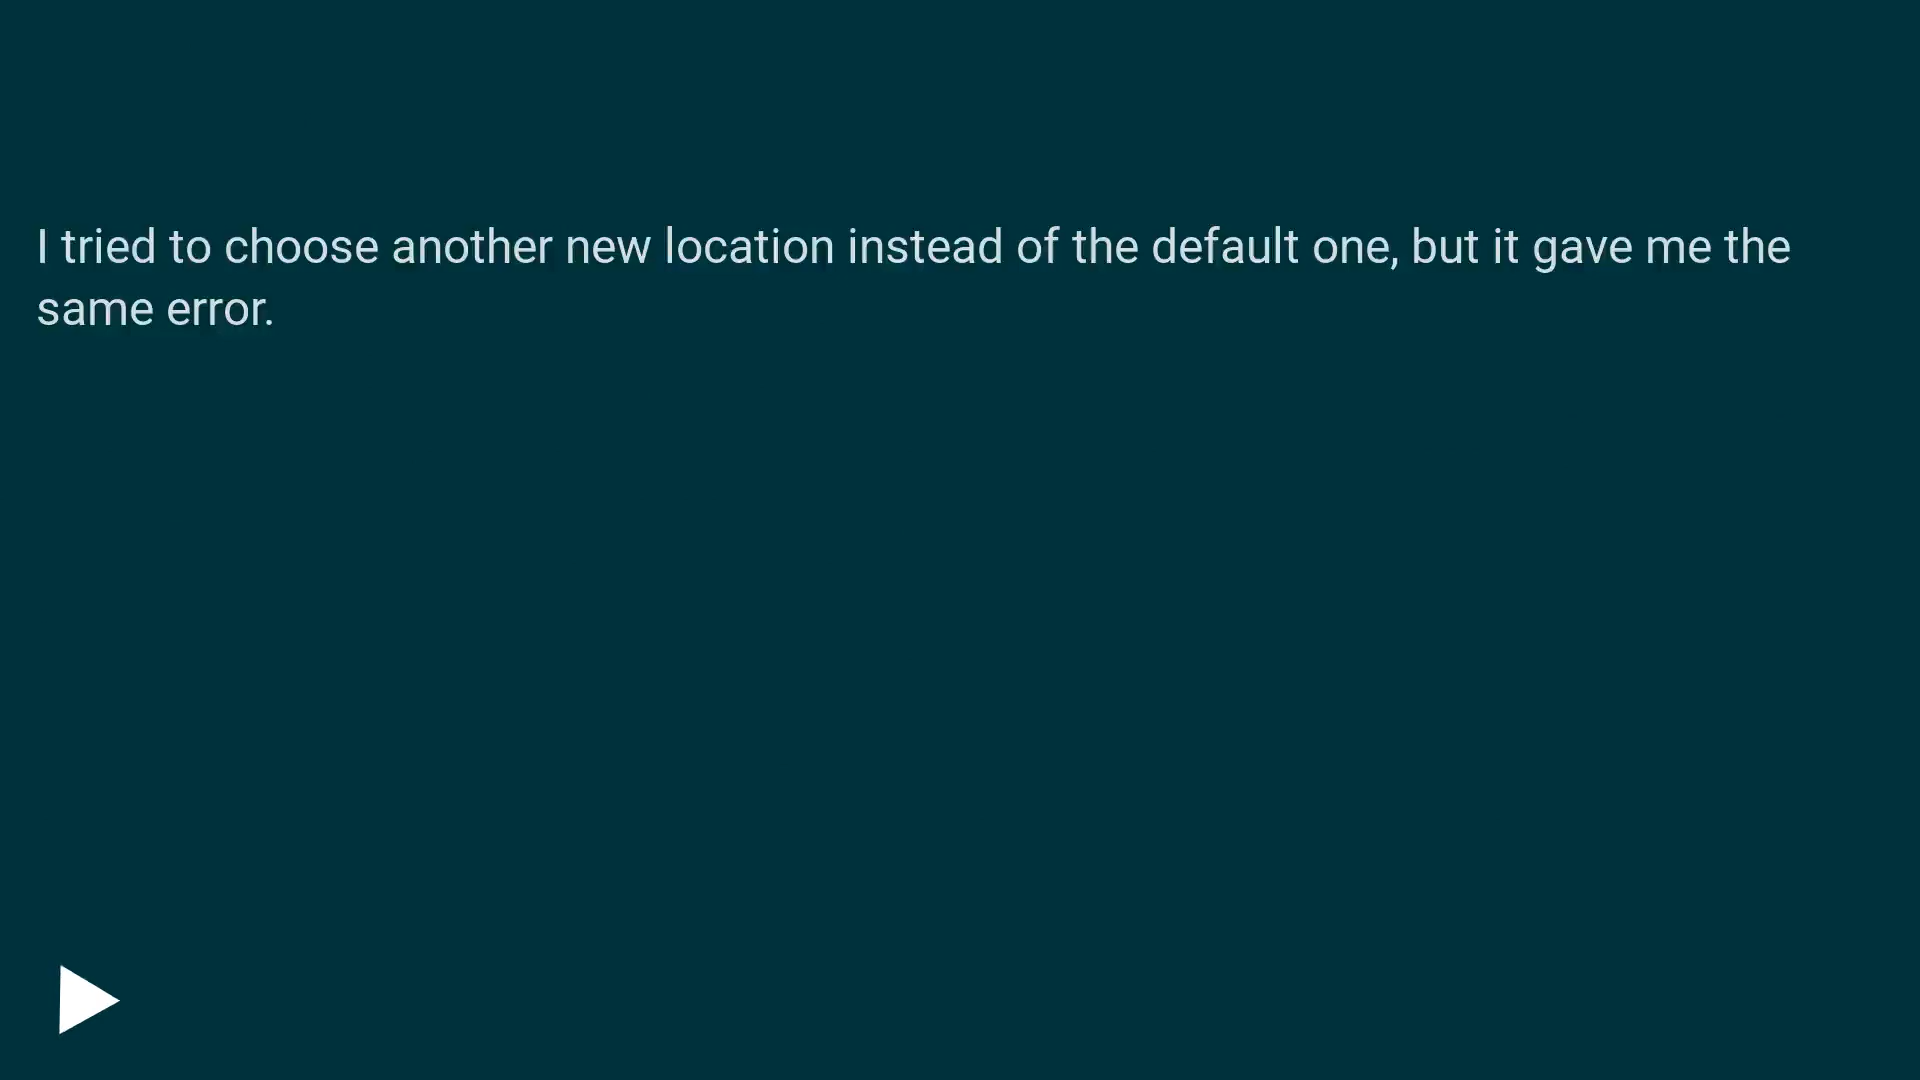 I tried to choose another new location instead of the default one, but it gave me the
same error.